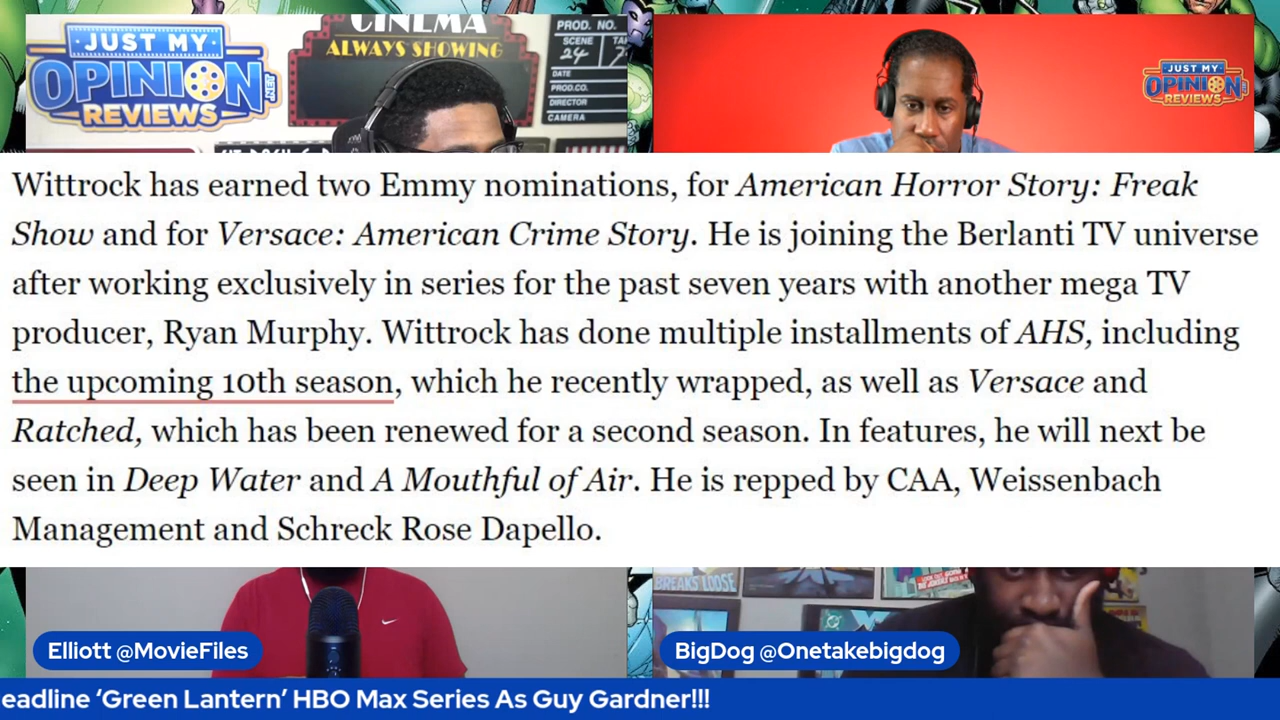 CINEMA
ALWAYS SHOWING
PROD. NO.
SCENE
24
DATE
PROD.CO.
DIRECTOR
CAMERA
JUST MY
OPINION
.NET
REVIEWS
JUST MY
OPINION
REVIEWS
Wittrock has earned two Emmy nominations, for American Horror Story: Freak
Show and for Versace: American Crime Story. He is joining the Berlanti TV universe
after working exclusively in series for the past seven years with another mega TV
producer, Ryan Murphy. Wittrock has done multiple installments of AHS, including
the upcoming 10th season, which he recently wrapped, as well as Versace and
Ratched, which has been renewed for a second season. In features, he will next be
seen in Deep Water and A Mouthful of Air. He is repped by CAA, Weissenbach
Management and Schreck Rose Dapello.
BREAKS LOOSE
Elliott @MovieFiles
BigDog @Onetakebigdog
eadline ‘Green Lantern’ HBO Max Series As Guy Gardner!!!